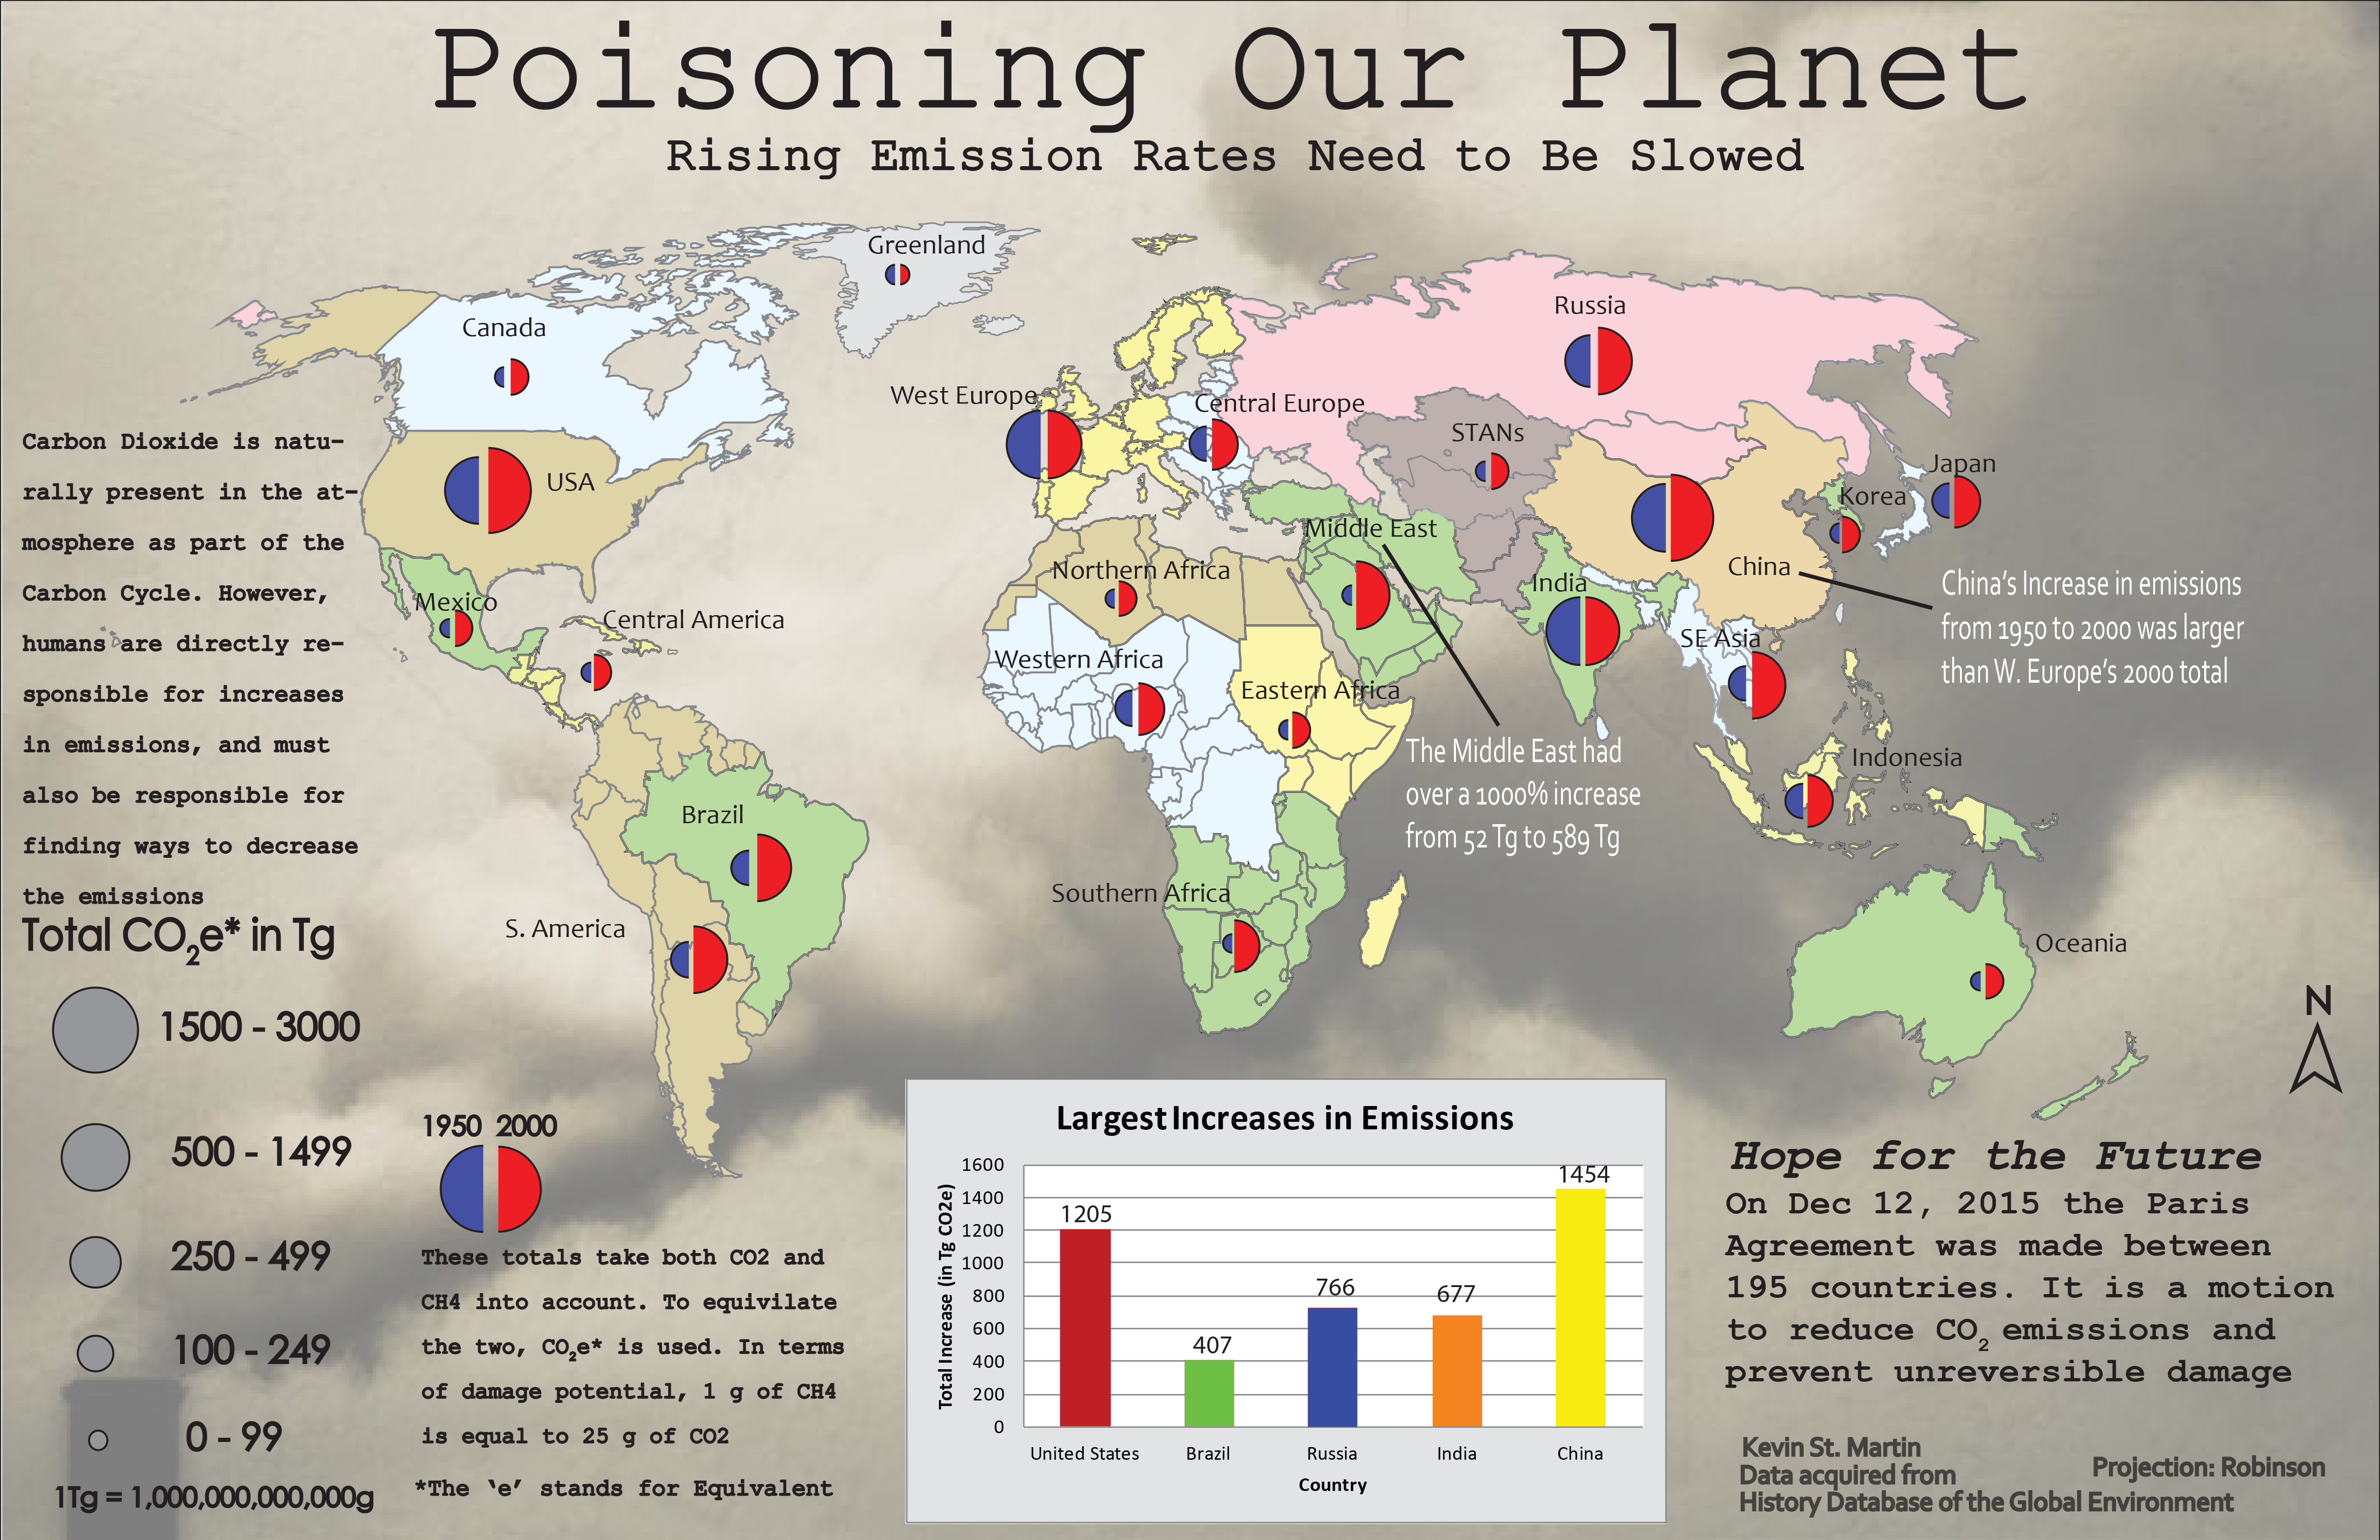 Poisoning Our Planet
Rising Emission Rates Need to Be Slowed
Greenland
Canada
Russia
West Europe
Central Europe
STANs
USA
Japan
Korea
Middle East
China
Northern Africa
India
Mexico
Central America
SE Asia
Western Africa
Eastern Africa
Indonesia
Brazil
Southern Africa
S. America
Oceania
China's Increase in emissions
from 1950 to 2000 was larger
than W. Europe's 2000 total
The Middle East had
over a 1000% increase
from 52 Tg to 589 Tg
Carbon Dioxide is natu-
rally present in the at-
mosphere as part of the
Carbon Cycle. However,
humans are directly re-
sponsible for increases
in emissions, and must
also be responsible for
finding ways to decrease
the emissions
Total CO₂e* in Tg
1500 - 3000
500 - 1499
250 - 499
100 - 249
0 - 99
1Tg = 1,000,000,000,000g
1950 2000
These totals take both CO2 and
CH4 into account. To equivilate
the two, CO₂e* is used. In terms
of damage potential, 1 g of CH4
is equal to 25 g of CO2
*The 'e' stands for Equivalent
Largest Increases in Emissions
Total Increase (in Tg CO2e)
1600
1400
1200
1000
800
600
400
200
0
1205
407
766
677
1454
United States
Brazil
Russia
India
China
Country
N
Hope for the Future
On Dec 12, 2015 the Paris
Agreement was made between
195 countries. It is a motion
to reduce CO₂ emissions and
prevent unreversible damage
Kevin St. Martin
Data acquired from
History Database of the Global Environment
Projection: Robinson